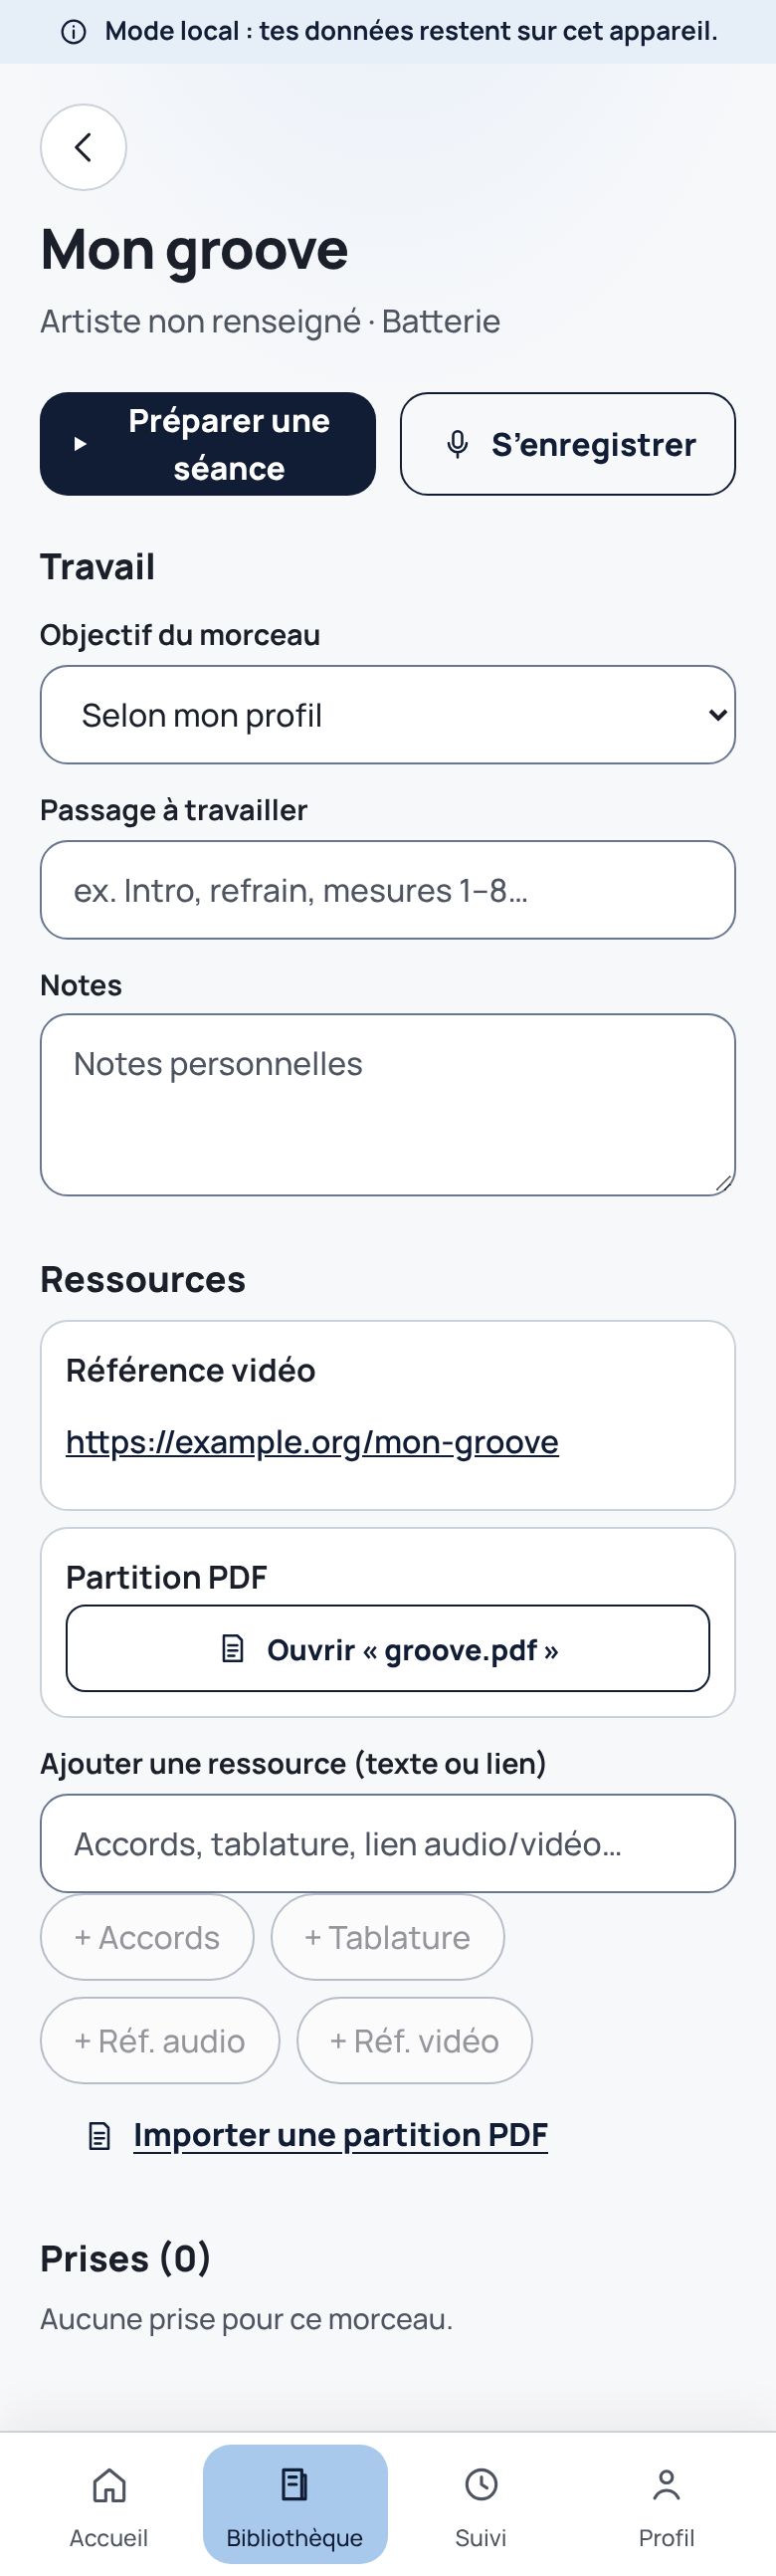 Mode local : tes données restent sur cet appareil.
Mon groove
Artiste non renseigné · Batterie
Préparer une
séance
S’enregistrer
Travail
Objectif du morceau
Selon mon profil
Passage à travailler
ex. Intro, refrain, mesures 1–8…
Notes
Notes personnelles
Ressources
Référence vidéo
https://example.org/mon-groove
Partition PDF
Ouvrir « groove.pdf »
Ajouter une ressource (texte ou lien)
Accords, tablature, lien audio/vidéo…
+ Accords
+ Tablature
+ Réf. audio
+ Réf. vidéo
Importer une partition PDF
Prises (0)
Aucune prise pour ce morceau.
Accueil
Bibliothèque
Suivi
Profil